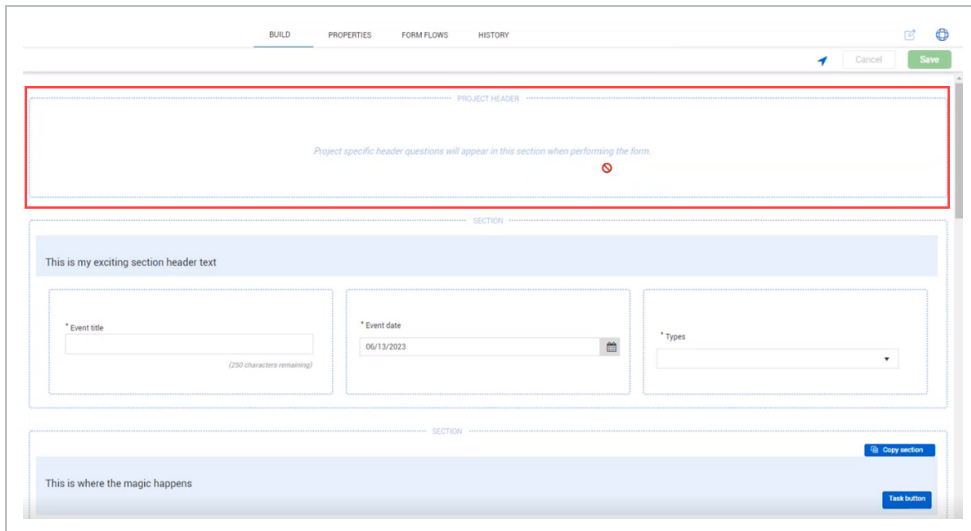 BUILD PROPERTIES FORM FLOWS HISTORY
Cancel Save
PROJECT HEADER
Project specific header questions will appear in this section when performing the form.
SECTION
This is my exciting section header text
* Event title
(250 characters remaining)
* Event date
06/13/2023
* Types
SECTION
Copy section
This is where the magic happens
Task button